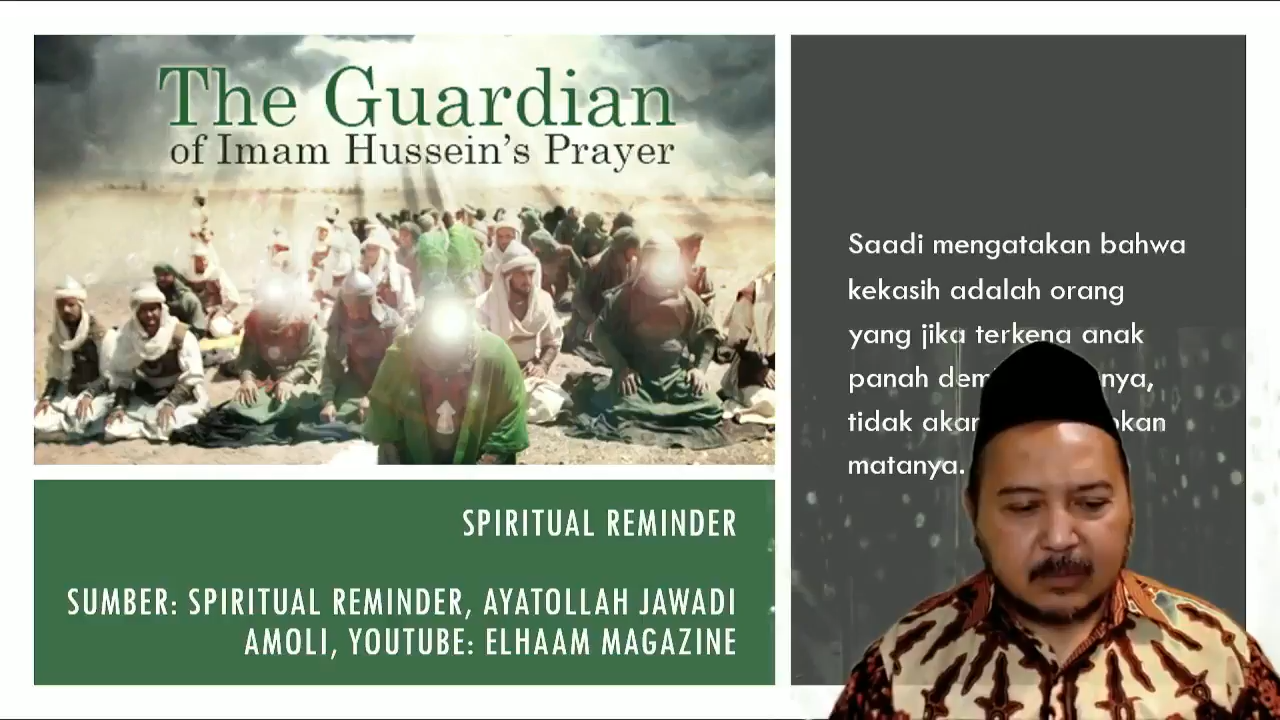 The Guardian
of Imam Hussein's Prayer
Saadi mengatakan bahwa
kekasih adalah orang
yang jika terkena anak
panah
tidak
matanya.
SPIRITUAL REMINDER
SUMBER: SPIRITUAL REMINDER, AYATOLLAH JAWADI
AMOLI, YOUTUBE: ELHAAM MAGAZINE